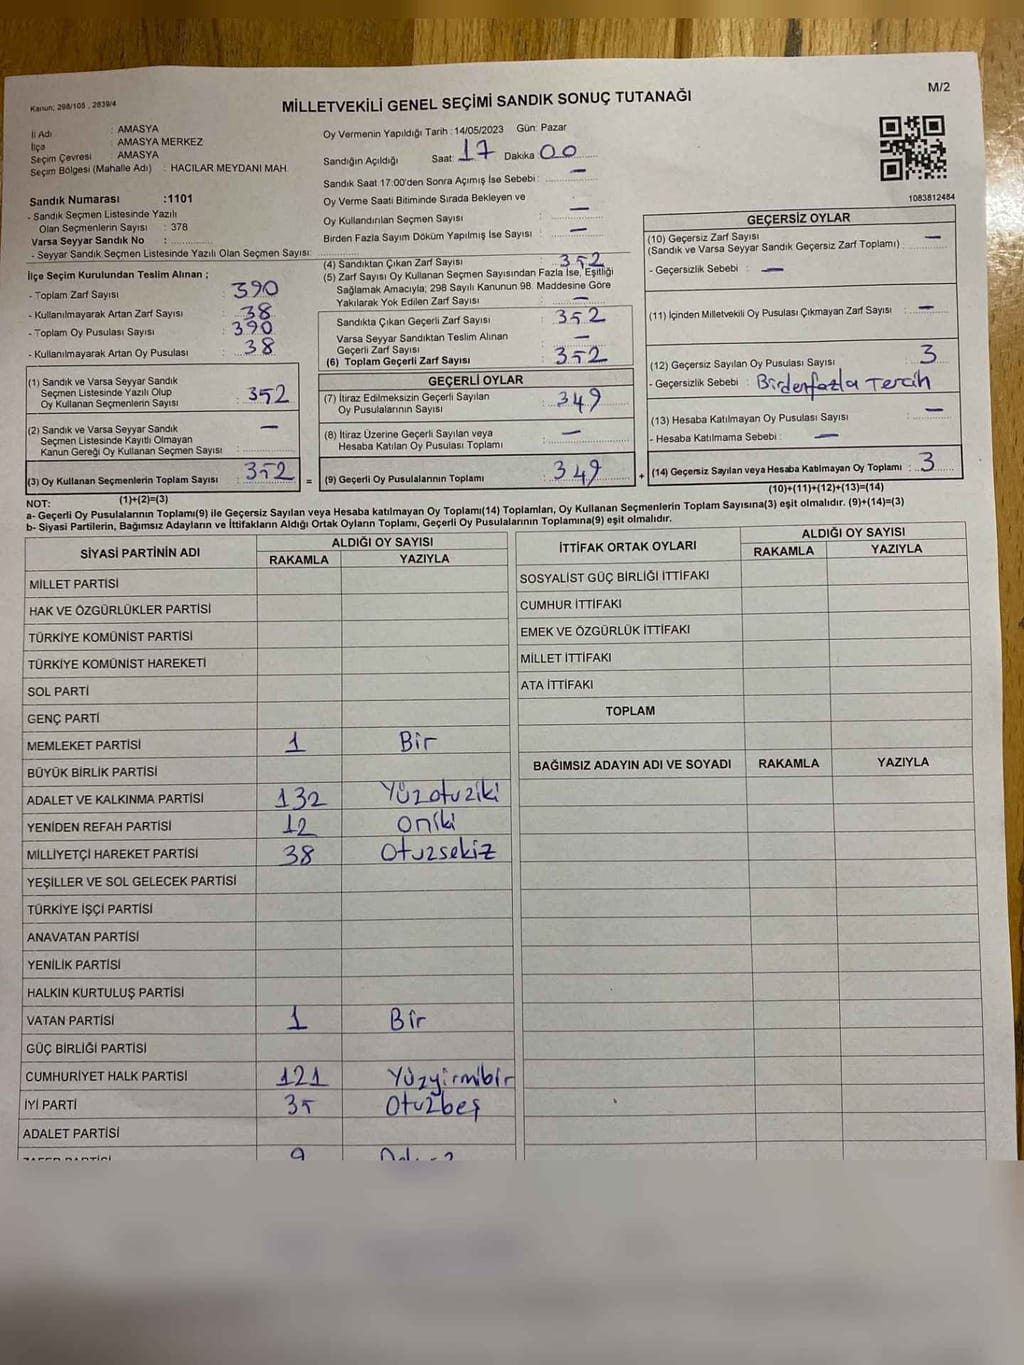 Kanun; 298/105 , 2839/4
MİLLETVEKİLİ GENEL SEÇİMİ SANDIK SONUÇ TUTANAĞI
M/2
İl Adı : AMASYA
İlçe : AMASYA MERKEZ
Seçim Çevresi : AMASYA
Seçim Bölgesi (Mahalle Adı) : HACILAR MEYDANI MAH.
Sandık Numarası :1101
- Sandık Seçmen Listesinde Yazılı
Olan Seçmenlerin Sayısı : 378
Varsa Seyyar Sandık No :
- Seyyar Sandık Seçmen Listesinde Yazılı Olan Seçmen Sayısı:
Oy Vermenin Yapıldığı Tarih : 14/05/2023 Gün: Pazar
Sandığın Açıldığı Saat: 17 Dakika 00
Sandık Saat 17:00'den Sonra Açımış İse Sebebi : —
Oy Verme Saati Bitiminde Sırada Bekleyen ve
Oy Kullandırılan Seçmen Sayısı : —
Birden Fazla Sayım Döküm Yapılmış İse Sayısı : —
1083812484
İlçe Seçim Kurulundan Teslim Alınan ;
- Toplam Zarf Sayısı : 390
- Kullanılmayarak Artan Zarf Sayısı : 38
- Toplam Oy Pusulası Sayısı : 390
- Kullanılmayarak Artan Oy Pusulası : 38
(1) Sandık ve Varsa Seyyar Sandık
Seçmen Listesinde Yazılı Olup
Oy Kullanan Seçmenlerin Sayısı : 352
(2) Sandık ve Varsa Seyyar Sandık
Seçmen Listesinde Kayıtlı Olmayan
Kanun Gereği Oy Kullanan Seçmen Sayısı : —
(3) Oy Kullanan Seçmenlerin Toplam Sayısı : 352
(1)+(2)=(3)
(4) Sandıktan Çıkan Zarf Sayısı : 352
(5) Zarf Sayısı Oy Kullanan Seçmen Sayısından Fazla İse, Eşitliği
Sağlamak Amacıyla; 298 Sayılı Kanunun 98. Maddesine Göre
Yakılarak Yok Edilen Zarf Sayısı : —
Sandıkta Çıkan Geçerli Zarf Sayısı : 352
Varsa Seyyar Sandıktan Teslim Alınan
Geçerli Zarf Sayısı : —
(6) Toplam Geçerli Zarf Sayısı : 352
GEÇERLİ OYLAR
(7) İtiraz Edilmeksizin Geçerli Sayılan
Oy Pusulalarının Sayısı : 349
(8) İtiraz Üzerine Geçerli Sayılan veya
Hesaba Katılan Oy Pusulası Toplamı : —
= (9) Geçerli Oy Pusulalarının Toplamı : 349
GEÇERSİZ OYLAR
(10) Geçersiz Zarf Sayısı
(Sandık ve Varsa Seyyar Sandık Geçersiz Zarf Toplamı) : —
- Geçersizlik Sebebi : —
(11) İçinden Milletvekili Oy Pusulası Çıkmayan Zarf Sayısı : —
(12) Geçersiz Sayılan Oy Pusulası Sayısı : 3
- Geçersizlik Sebebi : Birdenfazla Tercih
(13) Hesaba Katılmayan Oy Pusulası Sayısı : —
- Hesaba Katılmama Sebebi : —
+ (14) Geçersiz Sayılan veya Hesaba Katılmayan Oy Toplamı : 3
(10)+(11)+(12)+(13)=(14)
NOT:
a- Geçerli Oy Pusulalarının Toplamı(9) ile Geçersiz Sayılan veya Hesaba katılmayan Oy Toplamı(14) Toplamları, Oy Kullanan Seçmenlerin Toplam Sayısına(3) eşit olmalıdır. (9)+(14)=(3)
b- Siyasi Partilerin, Bağımsız Adayların ve İttifakların Aldığı Ortak Oyların Toplamı, Geçerli Oy Pusulalarının Toplamına(9) eşit olmalıdır.
SİYASİ PARTİNİN ADI ALDIĞI OY SAYISI
RAKAMLA YAZIYLA
MİLLET PARTİSİ
HAK VE ÖZGÜRLÜKLER PARTİSİ
TÜRKİYE KOMÜNİST PARTİSİ
TÜRKİYE KOMÜNİST HAREKETİ
SOL PARTİ
GENÇ PARTİ
MEMLEKET PARTİSİ 1 Bir
BÜYÜK BİRLİK PARTİSİ
ADALET VE KALKINMA PARTİSİ 132 Yüzotuziki
YENİDEN REFAH PARTİSİ 12 oniki
MİLLİYETÇİ HAREKET PARTİSİ 38 Otuzsekiz
YEŞİLLER VE SOL GELECEK PARTİSİ
TÜRKİYE İŞÇİ PARTİSİ
ANAVATAN PARTİSİ
YENİLİK PARTİSİ
HALKIN KURTULUŞ PARTİSİ
VATAN PARTİSİ 1 Bir
GÜÇ BİRLİĞİ PARTİSİ
CUMHURİYET HALK PARTİSİ 121 Yüzyirmibir
İYİ PARTİ 35 Otuzbeş
ADALET PARTİSİ
ZAFER PARTİSİ 9
İTTİFAK ORTAK OYLARI ALDIĞI OY SAYISI
RAKAMLA YAZIYLA
SOSYALİST GÜÇ BİRLİĞİ İTTİFAKI
CUMHUR İTTİFAKI
EMEK VE ÖZGÜRLÜK İTTİFAKI
MİLLET İTTİFAKI
ATA İTTİFAKI
TOPLAM
BAĞIMSIZ ADAYIN ADI VE SOYADI RAKAMLA YAZIYLA